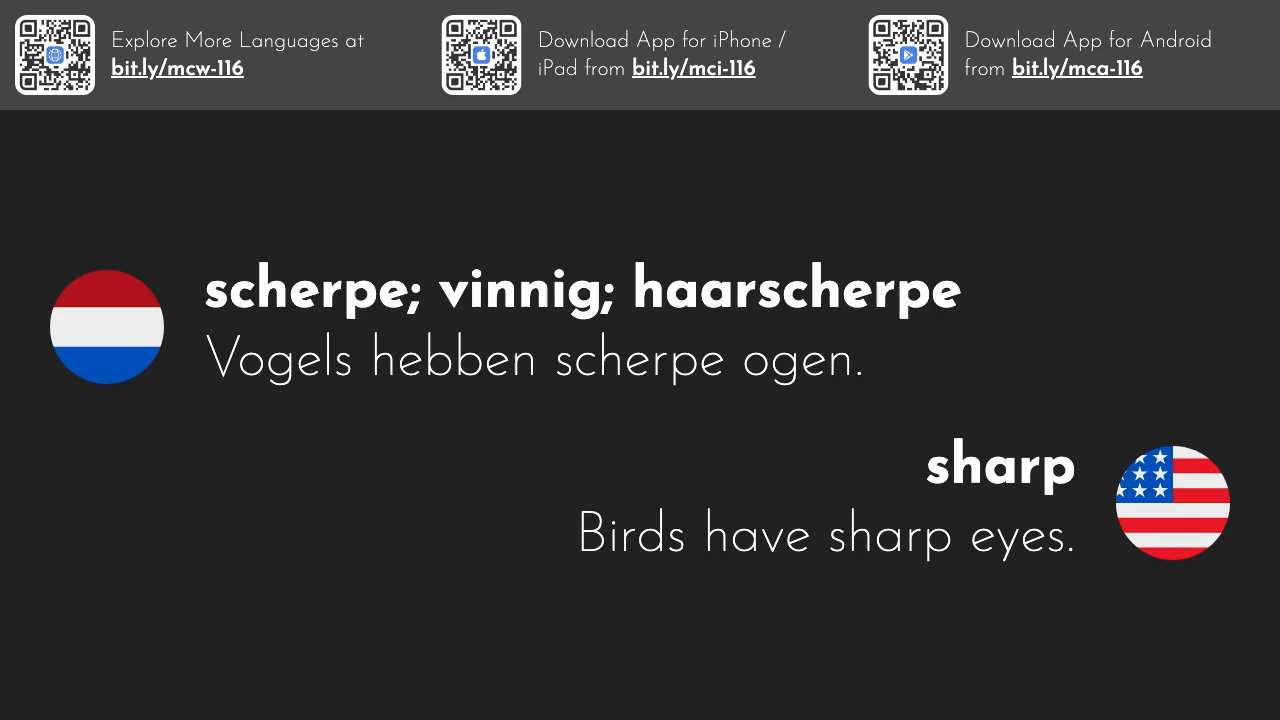 Explore More Languages at
bit.ly/mcw-116
Download App for iPhone /
iPad from bit.ly/mci-116
Download App for Android
from bit.ly/mca-116
scherpe; vinnig; haarscherpe
Vogels hebben scherpe ogen.
sharp
Birds have sharp eyes.